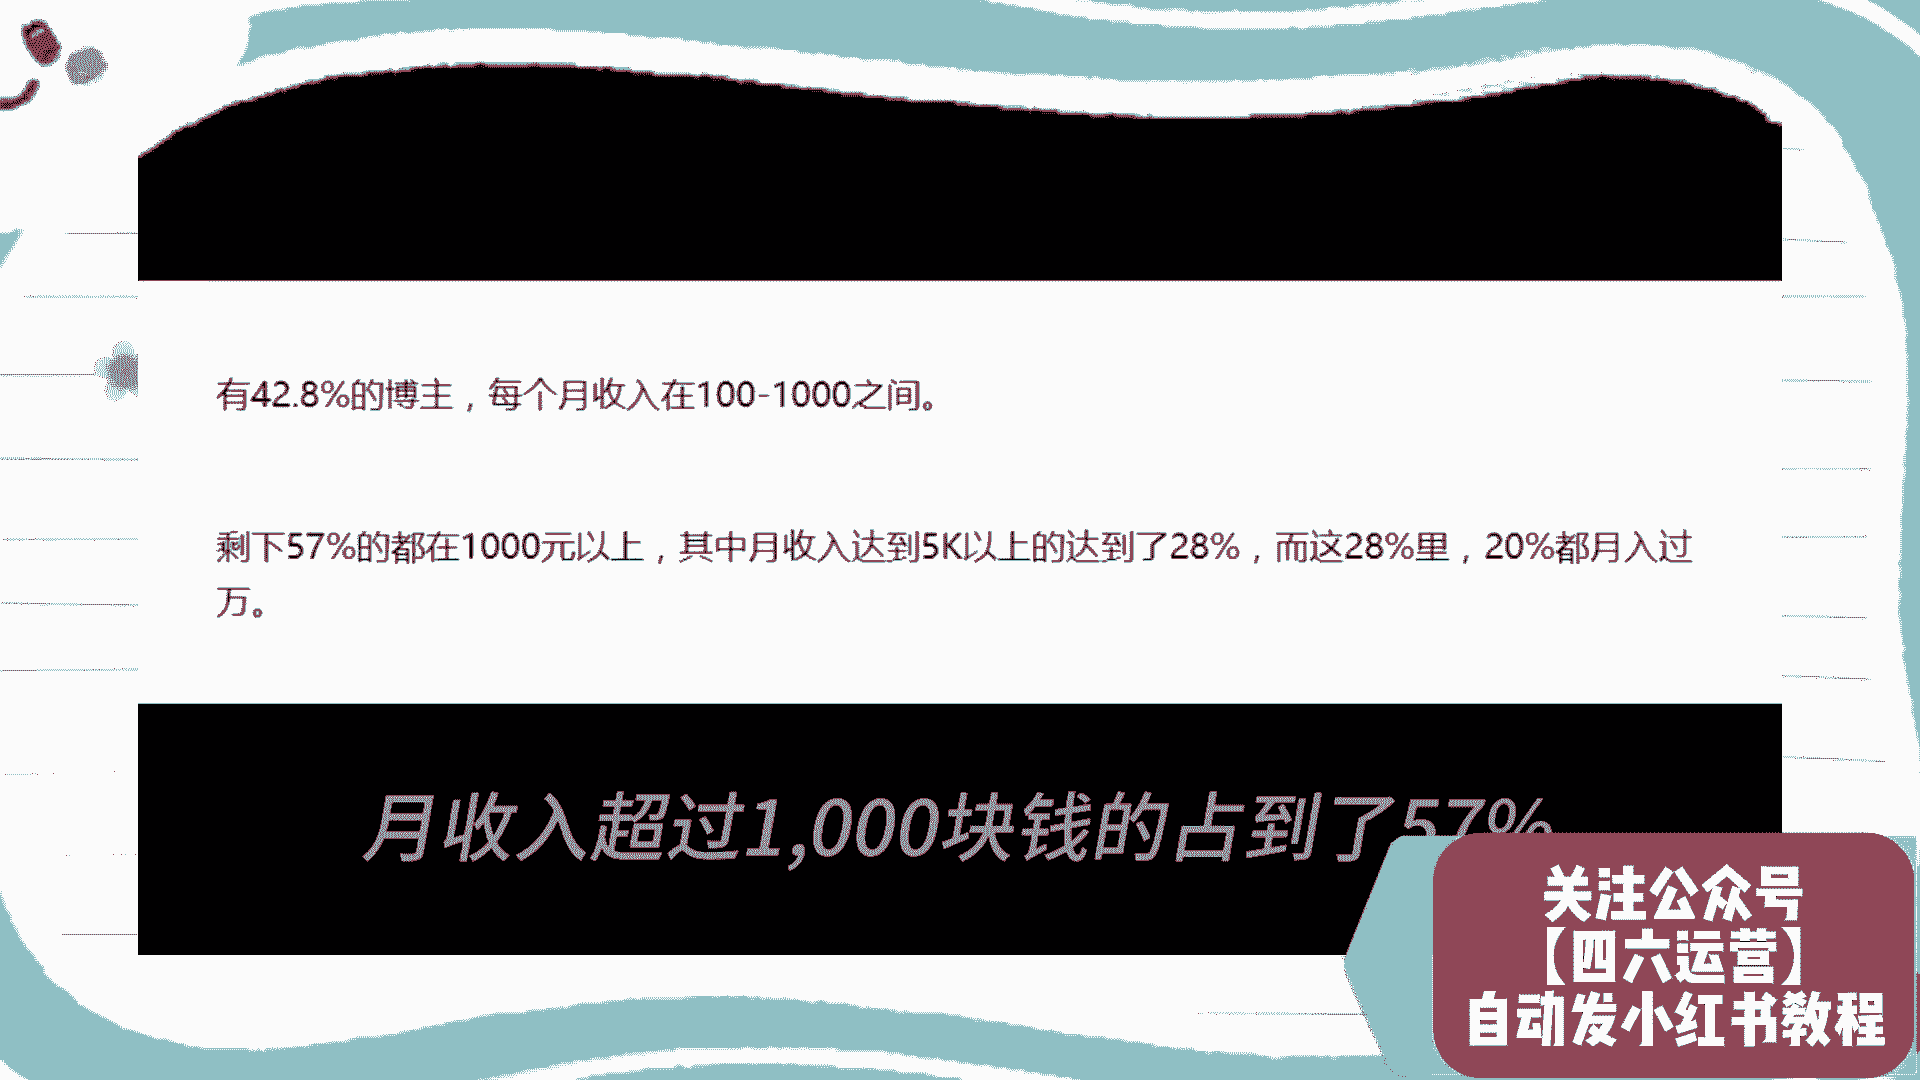 有42.8%的博主，每个月收入在100-1000之间。
剩下57%的都在1000元以上，其中月收入达到5K以上的达到了28%，而这28%里，20%都月入过
万。
月收入超过1,000块钱的占到了57%
关注公众号
【四六运营】
自动发小红书教程